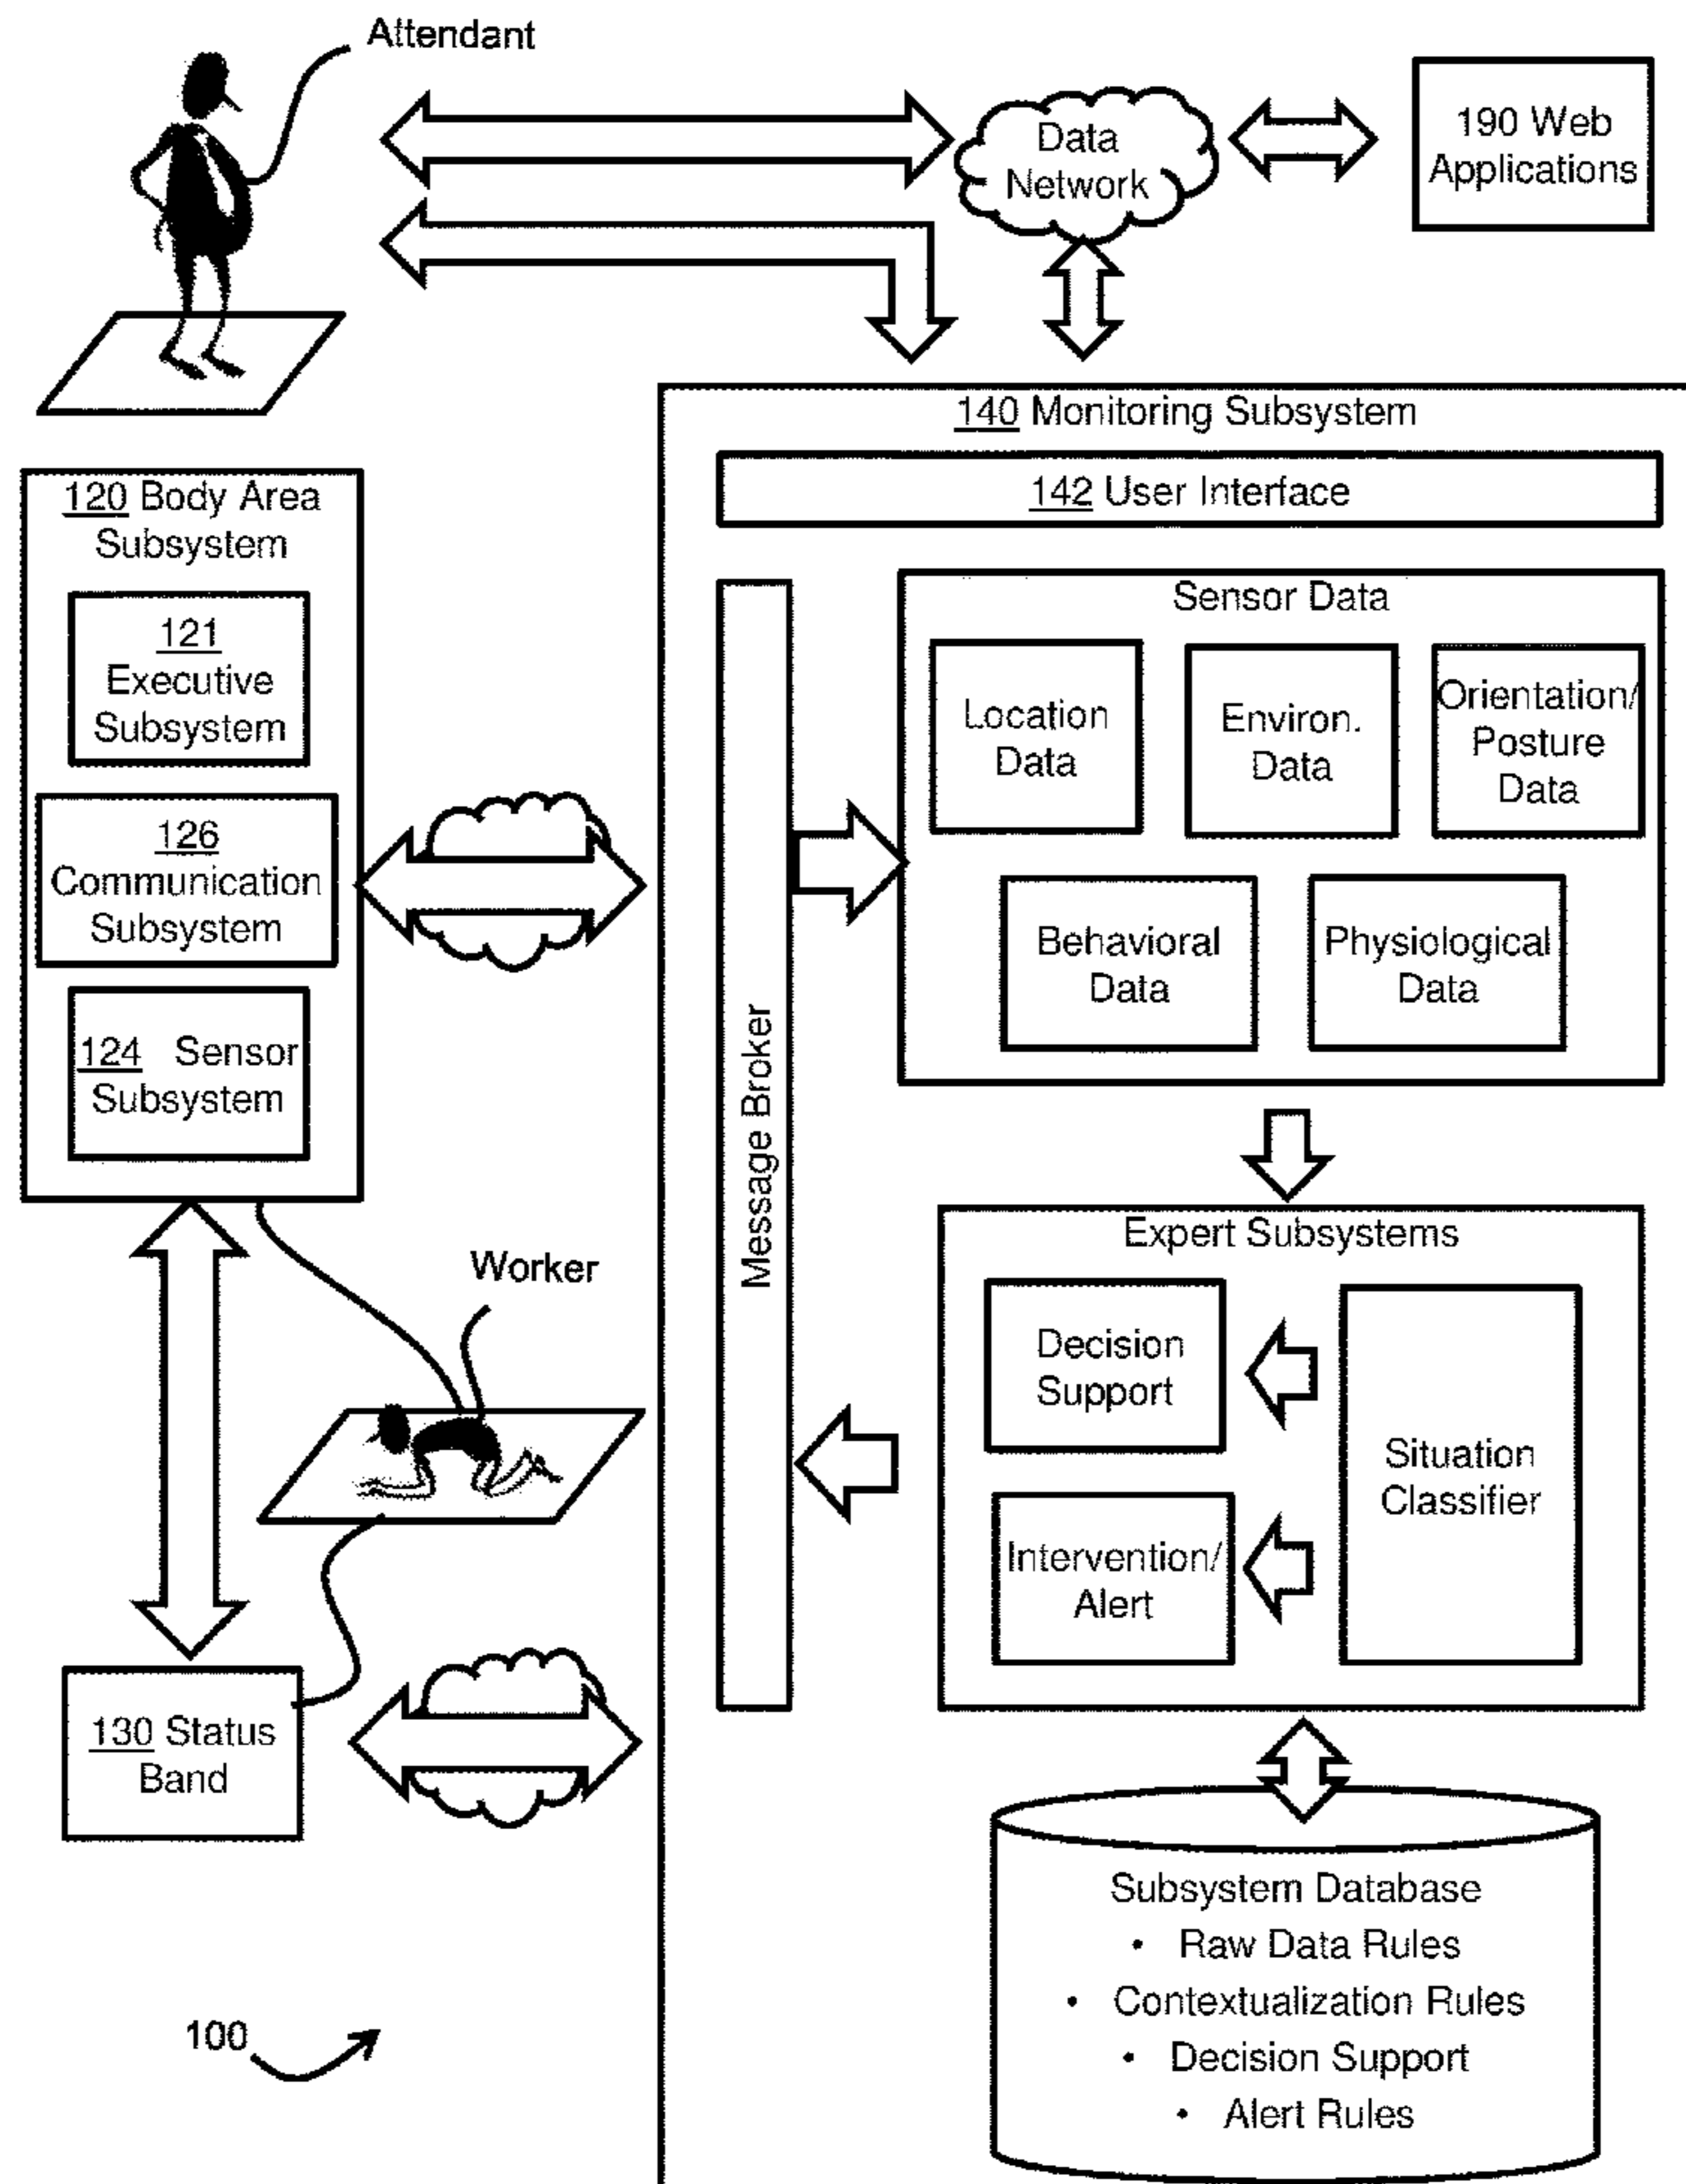 Attendant
Data
Network
190 Web
Applications
140 Monitoring Subsystem
142 User Interface
120 Body Area
Subsystem
121
Executive
Subsystem
126
Communication
Subsystem
124 Sensor
Subsystem
Message Broker
Sensor Data
Location
Data
Environ.
Data
Orientation/
Posture
Data
Behavioral
Data
Physiological
Data
Worker
Expert Subsystems
Decision
Support
Intervention/
Alert
Situation
Classifier
130 Status
Band
Subsystem Database
• Raw Data Rules
• Contextualization Rules
• Decision Support
• Alert Rules
100